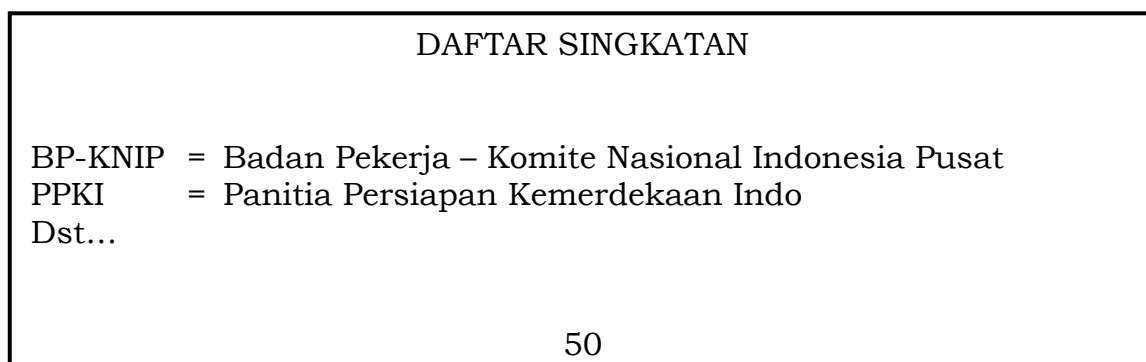 DAFTAR SINGKATAN
BP-KNIP = Badan Pekerja – Komite Nasional Indonesia Pusat
PPKI = Panitia Persiapan Kemerdekaan Indo
Dst...
50